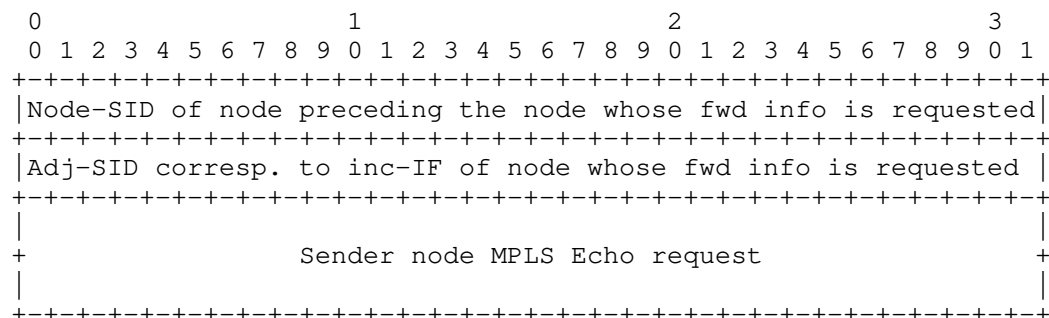 0                   1                   2                   3
0 1 2 3 4 5 6 7 8 9 0 1 2 3 4 5 6 7 8 9 0 1 2 3 4 5 6 7 8 9 0 1
+-+-+-+-+-+-+-+-+-+-+-+-+-+-+-+-+-+-+-+-+-+-+-+-+-+-+-+-+-+-+-+-+
|Node-SID of node preceding the node whose fwd info is requested|
+-+-+-+-+-+-+-+-+-+-+-+-+-+-+-+-+-+-+-+-+-+-+-+-+-+-+-+-+-+-+-+-+
|Adj-SID corresp. to inc-IF of node whose fwd info is requested |
+-+-+-+-+-+-+-+-+-+-+-+-+-+-+-+-+-+-+-+-+-+-+-+-+-+-+-+-+-+-+-+-+
|                                                               |
+                 Sender node MPLS Echo request                 +
|                                                               |
+-+-+-+-+-+-+-+-+-+-+-+-+-+-+-+-+-+-+-+-+-+-+-+-+-+-+-+-+-+-+-+-+